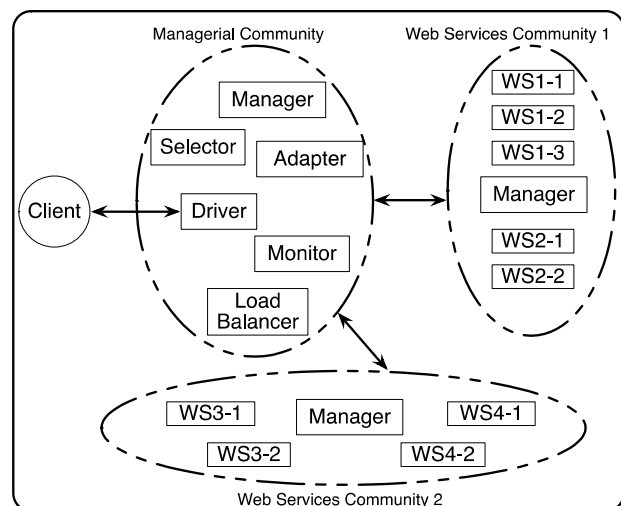 Managerial Community
Web Services Community 1
Manager
Selector
Adapter
Client
Driver
Monitor
Load
Balancer
WS1-1
WS1-2
WS1-3
Manager
WS2-1
WS2-2
WS3-1
Manager
WS4-1
WS3-2
WS4-2
Web Services Community 2